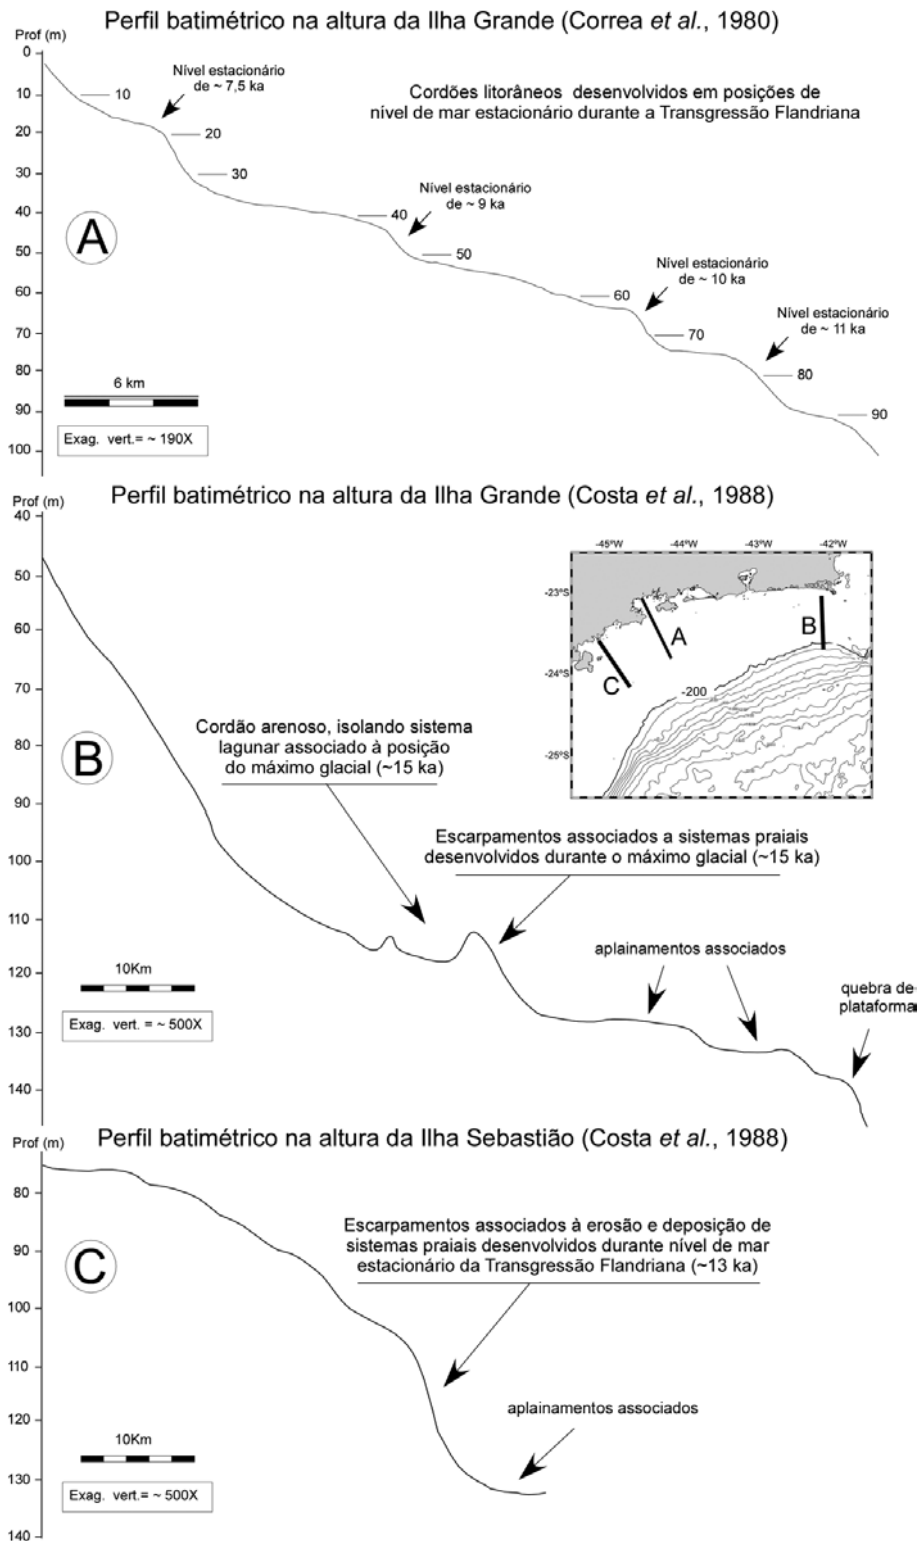 Perfil batimétrico na altura da Ilha Grande (Correa et al., 1980)
Prof (m)
0
10
20
30
40
50
60
70
80
90
100
Nível estacionário
de ~ 7,5 ka
Cordões litorâneos desenvolvidos em posições de
nível de mar estacionário durante a Transgressão Flandriana
10
20
30
Nível estacionário
de ~ 9 ka
40
50
Nível estacionário
de ~ 10 ka
60
70
Nível estacionário
de ~ 11 ka
80
90
A
6 km
Exag. vert.= ~ 190X
Perfil batimétrico na altura da Ilha Grande (Costa et al., 1988)
Prof (m)
40
50
60
70
80
90
100
110
120
130
140
-45°W
-44°W
-43°W
-42°W
-23°S
-24°S
-25°S
A
B
C
-200
B
Cordão arenoso, isolando sistema
lagunar associado à posição
do máximo glacial (~15 ka)
Escarpamentos associados a sistemas praiais
desenvolvidos durante o máximo glacial (~15 ka)
aplainamentos associados
quebra de
plataforma
10Km
Exag. vert. = ~ 500X
Perfil batimétrico na altura da Ilha Sebastião (Costa et al., 1988)
Prof (m)
80
90
100
110
120
130
140
C
Escarpamentos associados à erosão e deposição de
sistemas praiais desenvolvidos durante nível de mar
estacionário da Transgressão Flandriana (~13 ka)
aplainamentos associados
10Km
Exag. vert.= ~ 500X